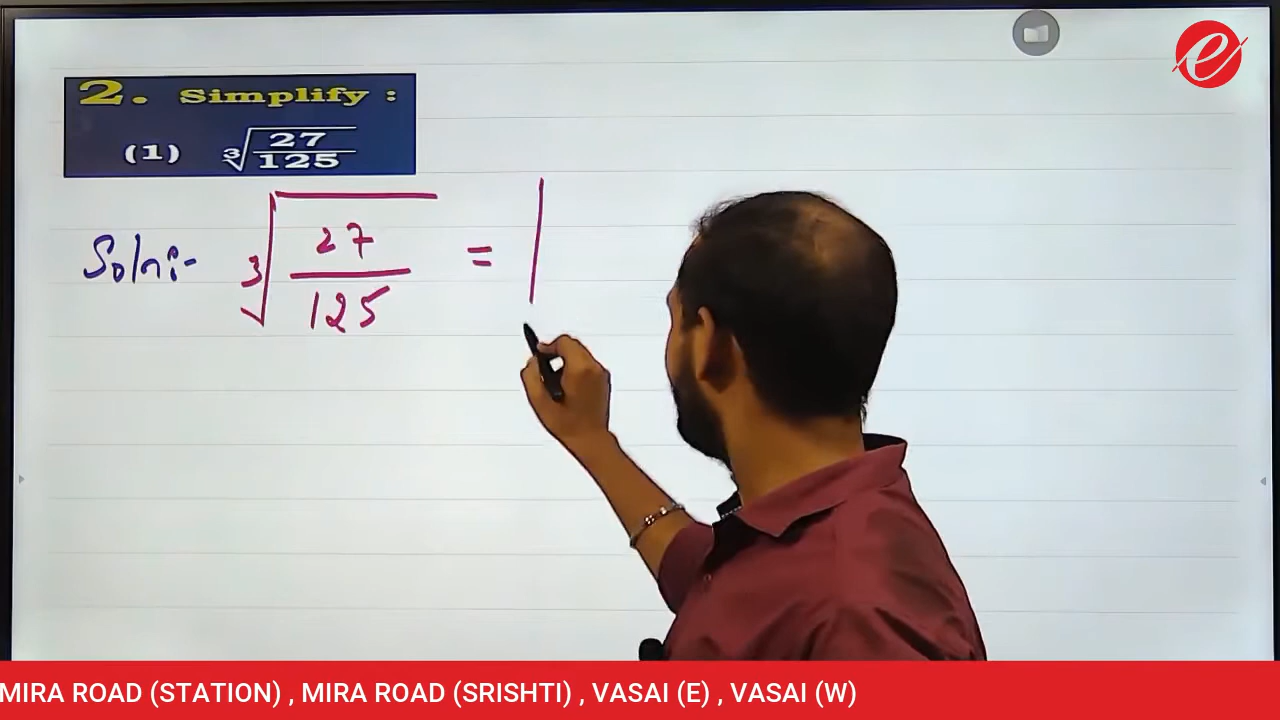 2. Simplify :
(1) ∛(27/125)
Soln:- ∛(27/125) =
MIRA ROAD (STATION) , MIRA ROAD (SRISHTI) , VASAI (E) , VASAI (W)